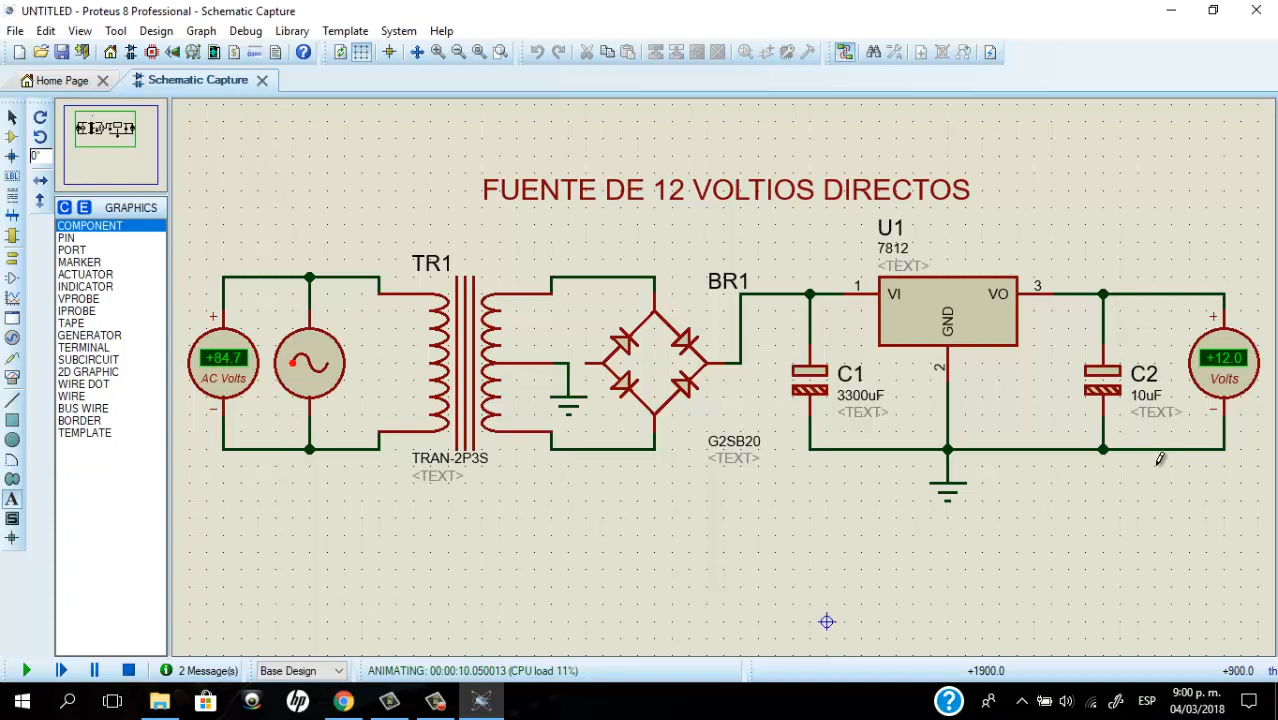 UNTITLED - Proteus 8 Professional - Schematic Capture
File Edit View Tool Design Graph Debug Library Template System Help
Home Page
Schematic Capture
0°
C E GRAPHICS
COMPONENT
PIN
PORT
MARKER
ACTUATOR
INDICATOR
VPROBE
IPROBE
TAPE
GENERATOR
TERMINAL
SUBCIRCUIT
2D GRAPHIC
WIRE DOT
WIRE
BUS WIRE
BORDER
TEMPLATE
FUENTE DE 12 VOLTIOS DIRECTOS
U1
7812
<TEXT>
TR1
BR1
1
3
VI
VO
GND
2
+
+84.7
AC Volts
−
TRAN-2P3S
<TEXT>
G2SB20
<TEXT>
C1
3300uF
<TEXT>
C2
10uF
<TEXT>
+
+12.0
Volts
−
2 Message(s)
Base Design
ANIMATING: 00:00:10.050013 (CPU load 11%)
+1900.0
+900.0
th
ESP
9:00 p. m.
04/03/2018